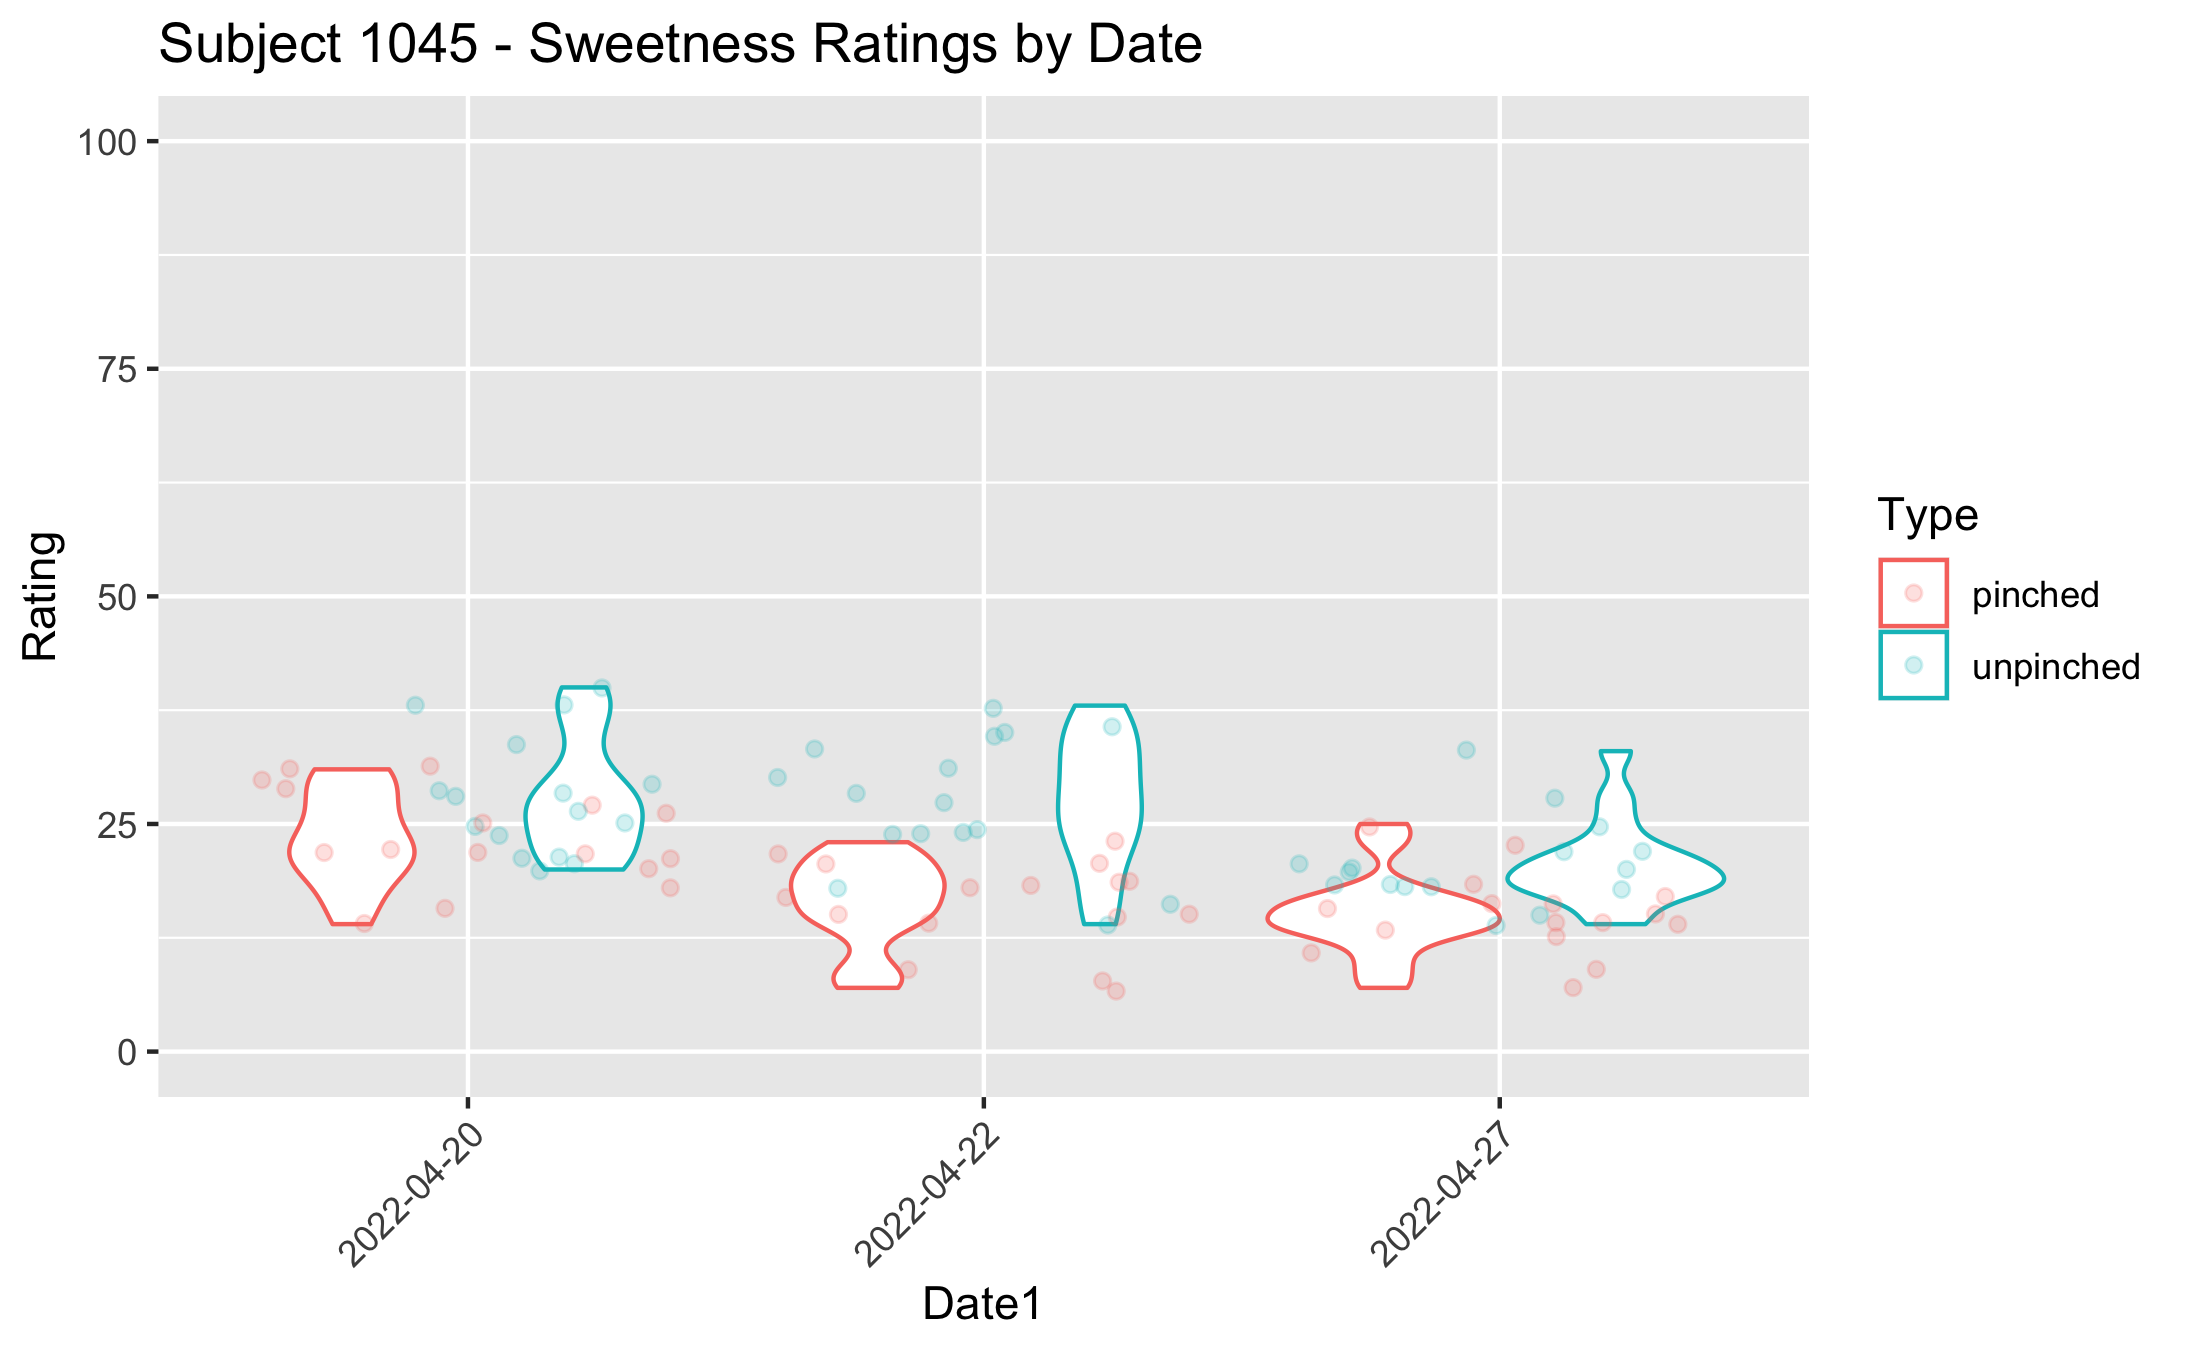 Subject 1045 - Sweetness Ratings by Date
100
75
50
25
0
Rating
2022-04-20
2022-04-22
2022-04-27
Date1
Type
pinched
unpinched